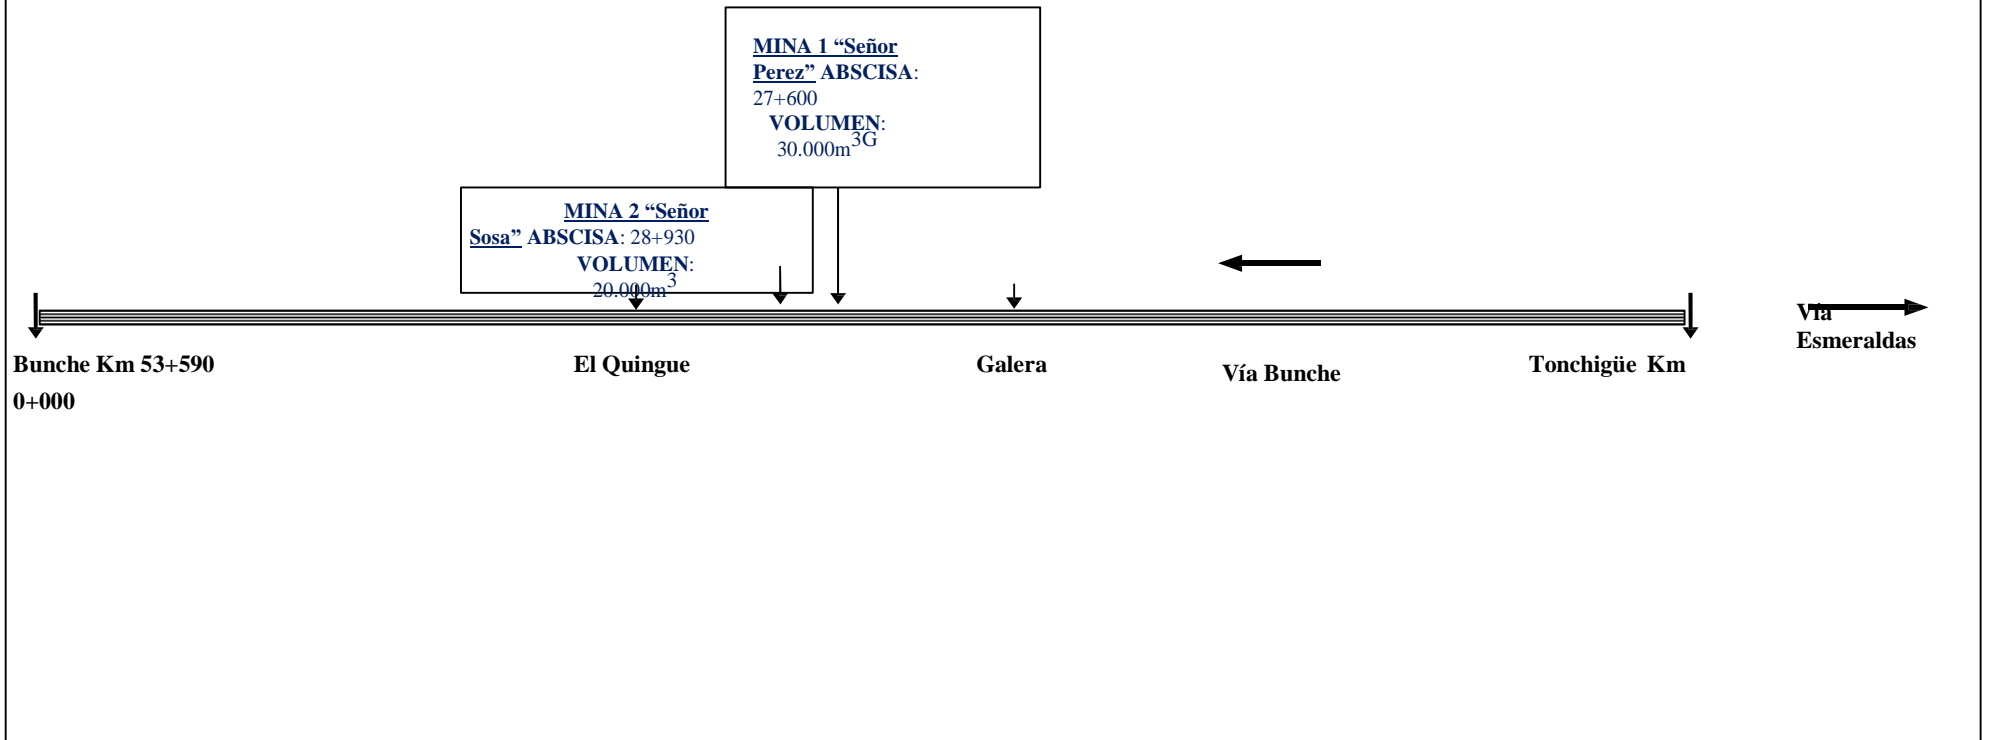 MINA 1 “Señor
Perez” ABSCISA:
27+600
VOLUMEN:
30.000m3G
MINA 2 “Señor
Sosa” ABSCISA: 28+930
VOLUMEN:
20.000m3
Vía
Esmeraldas
Bunche Km 53+590
El Quingue
Galera
Vía Bunche
Tonchigüe Km
0+000